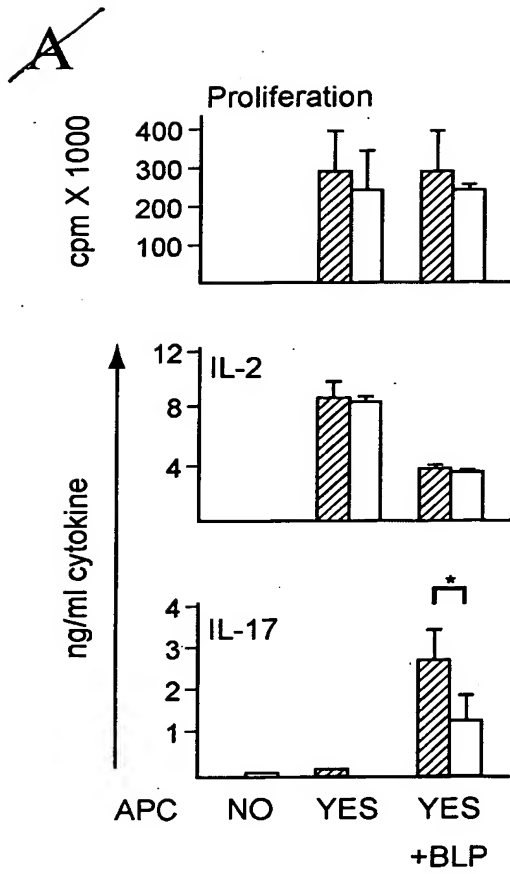 A
Proliferation
cpm X 1000
400
300
200
100
ng/ml cytokine
IL-2
12
8
4
IL-17
*
4
3
2
1
APC NO YES YES
+BLP